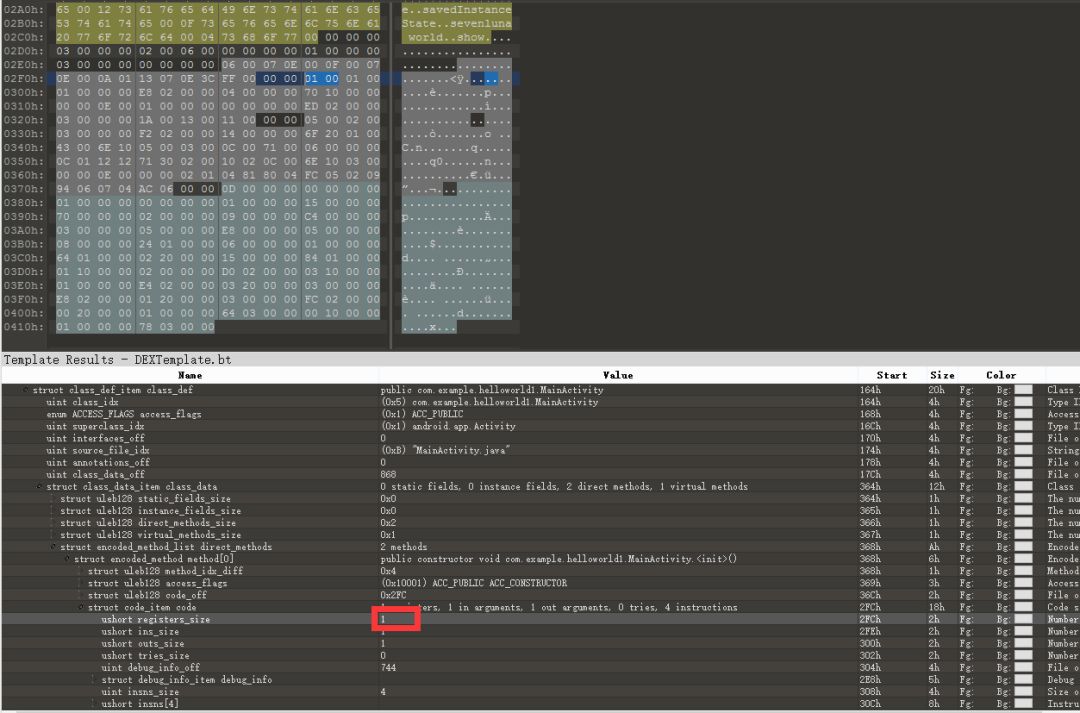 02A0h: 65 00 12 73 61 76 65 64 49 6E 73 74 61 6E 63 65 e..savedInstance
02B0h: 53 74 61 74 65 00 0F 73 65 76 65 6E 6C 75 6E 61 State..sevenluna
02C0h: 20 77 6F 72 6C 64 00 04 73 68 6F 77 00 00 00 00 world..show....
02D0h: 03 00 00 00 02 00 06 00 00 00 00 00 01 00 00 00 ................
02E0h: 03 00 00 00 00 00 00 00 06 00 07 0E 00 0F 00 07 ................
02F0h: 0E 00 0A 01 13 07 0E 3C FF 00 00 00 01 00 01 00 .......<ÿ.......
0300h: 01 00 00 00 E8 02 00 00 04 00 00 00 70 10 00 00 ....è.......p...
0310h: 00 00 0E 00 01 00 00 00 00 00 00 00 ED 02 00 00 ............í...
0320h: 03 00 00 00 1A 00 13 00 11 00 00 00 05 00 02 00 ................
0330h: 03 00 00 00 F2 02 00 00 14 00 00 00 6F 20 01 00 ....ò.......o ..
0340h: 43 00 6E 10 05 00 03 00 0C 00 71 00 06 00 00 00 C.n.......q.....
0350h: 0C 01 12 12 71 30 02 00 10 02 0C 00 6E 10 03 00 ....q0......n...
0360h: 00 00 0E 00 00 00 02 01 04 81 80 04 FC 05 02 09 ..........€.ü...
0370h: 94 06 07 04 AC 06 00 00 0D 00 00 00 00 00 00 00 ”...¬...........
0380h: 01 00 00 00 00 00 00 00 01 00 00 00 15 00 00 00 ................
0390h: 70 00 00 00 02 00 00 00 09 00 00 00 C4 00 00 00 p...........Ä...
03A0h: 03 00 00 00 05 00 00 00 E8 00 00 00 05 00 00 00 ........è.......
03B0h: 08 00 00 00 24 01 00 00 06 00 00 00 01 00 00 00 ....$...........
03C0h: 64 01 00 00 02 20 00 00 15 00 00 00 84 01 00 00 d.... ......„...
03D0h: 01 10 00 00 02 00 00 00 D0 02 00 00 03 10 00 00 ........Ð.......
03E0h: 01 00 00 00 E4 02 00 00 03 20 00 00 03 00 00 00 ....ä.... ......
03F0h: E8 02 00 00 01 20 00 00 03 00 00 00 FC 02 00 00 è.... ......ü...
0400h: 00 20 00 00 01 00 00 00 64 03 00 00 00 10 00 00 . ......d.......
0410h: 01 00 00 00 78 03 00 00 ....x...
Template Results - DEXTemplate.bt
Name Value Start Size Color
struct class_def_item class_def public com.example.helloworld1.MainActivity 164h 20h Fg: Bg: Class
uint class_idx (0x5) com.example.helloworld1.MainActivity 164h 4h Fg: Bg: Type I
enum ACCESS_FLAGS access_flags (0x1) ACC_PUBLIC 168h 4h Fg: Bg: Access
uint superclass_idx (0x1) android.app.Activity 16Ch 4h Fg: Bg: Type I
uint interfaces_off 0 170h 4h Fg: Bg: File o
uint source_file_idx (0xB) "MainActivity.java" 174h 4h Fg: Bg: String
uint annotations_off 0 178h 4h Fg: Bg: File o
uint class_data_off 868 17Ch 4h Fg: Bg: File o
struct class_data_item class_data 0 static fields, 0 instance fields, 2 direct methods, 1 virtual methods 364h 12h Fg: Bg: Class
struct uleb128 static_fields_size 0x0 364h 1h Fg: Bg: The nu
struct uleb128 instance_fields_size 0x0 365h 1h Fg: Bg: The nu
struct uleb128 direct_methods_size 0x2 366h 1h Fg: Bg: The nu
struct uleb128 virtual_methods_size 0x1 367h 1h Fg: Bg: The nu
struct encoded_method_list direct_methods 2 methods 368h Ah Fg: Bg: Encode
struct encoded_method method[0] public constructor void com.example.helloworld1.MainActivity.<init>() 368h 6h Fg: Bg: Encode
struct uleb128 method_idx_diff 0x4 368h 1h Fg: Bg: Method
struct uleb128 access_flags (0x10001) ACC_PUBLIC ACC_CONSTRUCTOR 369h 3h Fg: Bg: Access
struct uleb128 code_off 0x2FC 36Ch 2h Fg: Bg: File o
struct code_item code 1 in arguments, 1 out arguments, 0 tries, 4 instructions 2FCh 18h Fg: Bg: Code s
ushort registers_size 1 2FCh 2h Fg: Bg: Number
ushort ins_size 1 2FEh 2h Fg: Bg: Number
ushort outs_size 1 300h 2h Fg: Bg: Number
ushort tries_size 0 302h 2h Fg: Bg: Number
uint debug_info_off 744 304h 4h Fg: Bg: File o
struct debug_info_item debug_info 2E8h 5h Fg: Bg: Debug
uint insns_size 4 308h 4h Fg: Bg: Size o
ushort insns[4] 30Ch 8h Fg: Bg: Instru